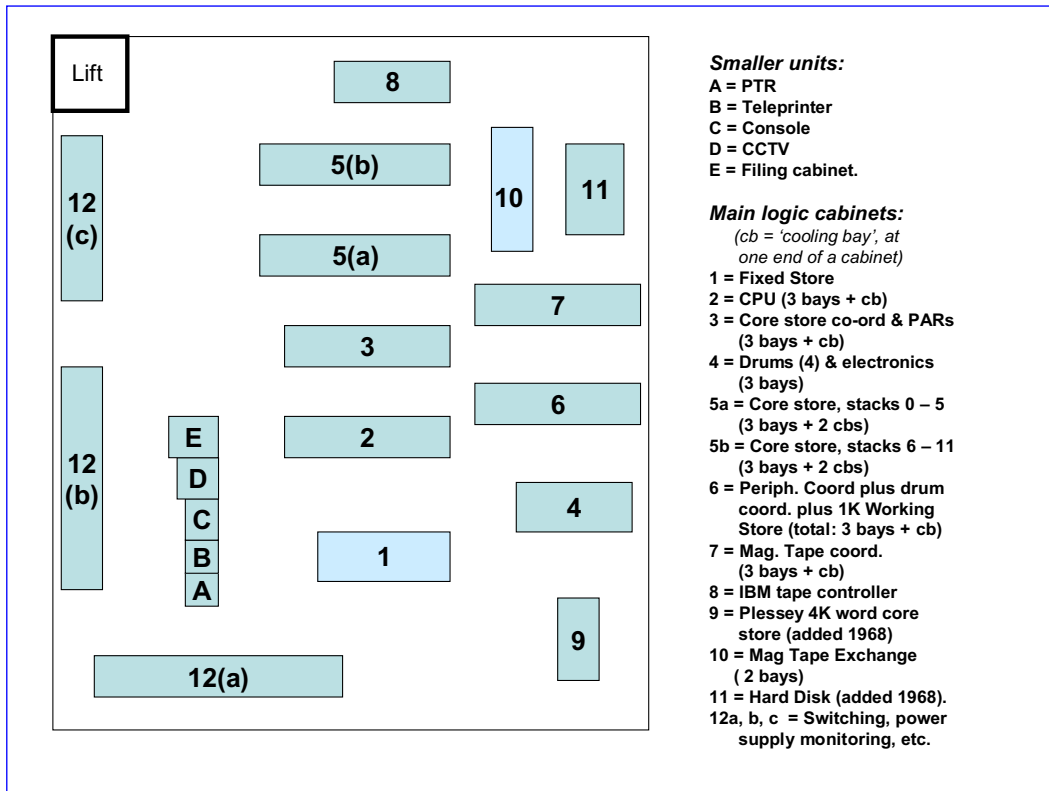 Lift
8
5(b)
10
11
12
(c)
5(a)
7
3
6
E
2
12
(b)
D
4
C
1
B
A
9
12(a)
Smaller units:
A = PTR
B = Teleprinter
C = Console
D = CCTV
E = Filing cabinet.
Main logic cabinets:
(cb = ‘cooling bay’, at
one end of a cabinet)
1 = Fixed Store
2 = CPU (3 bays + cb)
3 = Core store co-ord & PARs
(3 bays + cb)
4 = Drums (4) & electronics
(3 bays)
5a = Core store, stacks 0 – 5
(3 bays + 2 cbs)
5b = Core store, stacks 6 – 11
(3 bays + 2 cbs)
6 = Periph. Coord plus drum
coord. plus 1K Working
Store (total: 3 bays + cb)
7 = Mag. Tape coord.
(3 bays + cb)
8 = IBM tape controller
9 = Plessey 4K word core
store (added 1968)
10 = Mag Tape Exchange
( 2 bays)
11 = Hard Disk (added 1968).
12a, b, c = Switching, power
supply monitoring, etc.